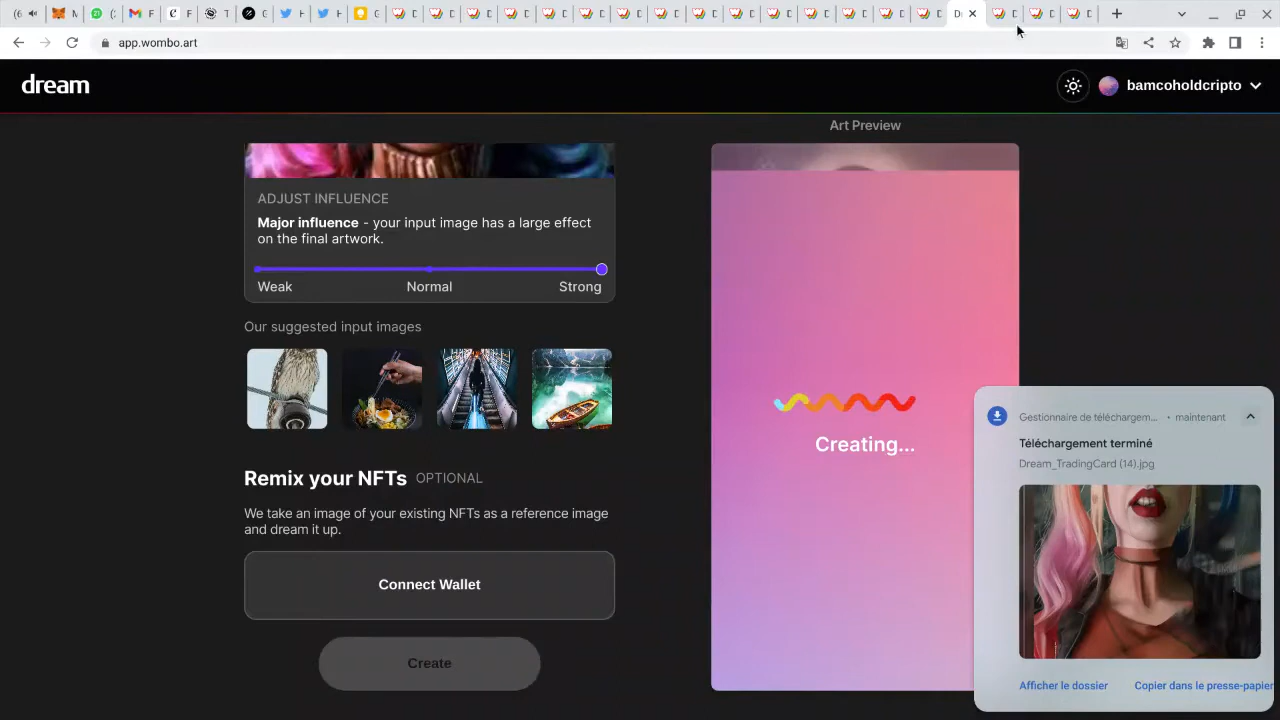 app.wombo.art
dream
bamcoholdcripto
Art Preview
ADJUST INFLUENCE
Major influence - your input image has a large effect
on the final artwork.
Weak Normal Strong
Our suggested input images
Creating...
Remix your NFTs OPTIONAL
We take an image of your existing NFTs as a reference image
and dream it up.
Connect Wallet
Create
Gestionnaire de téléchargem... • maintenant
Téléchargement terminé
Dream_TradingCard (14).jpg
Afficher le dossier Copier dans le presse-papier